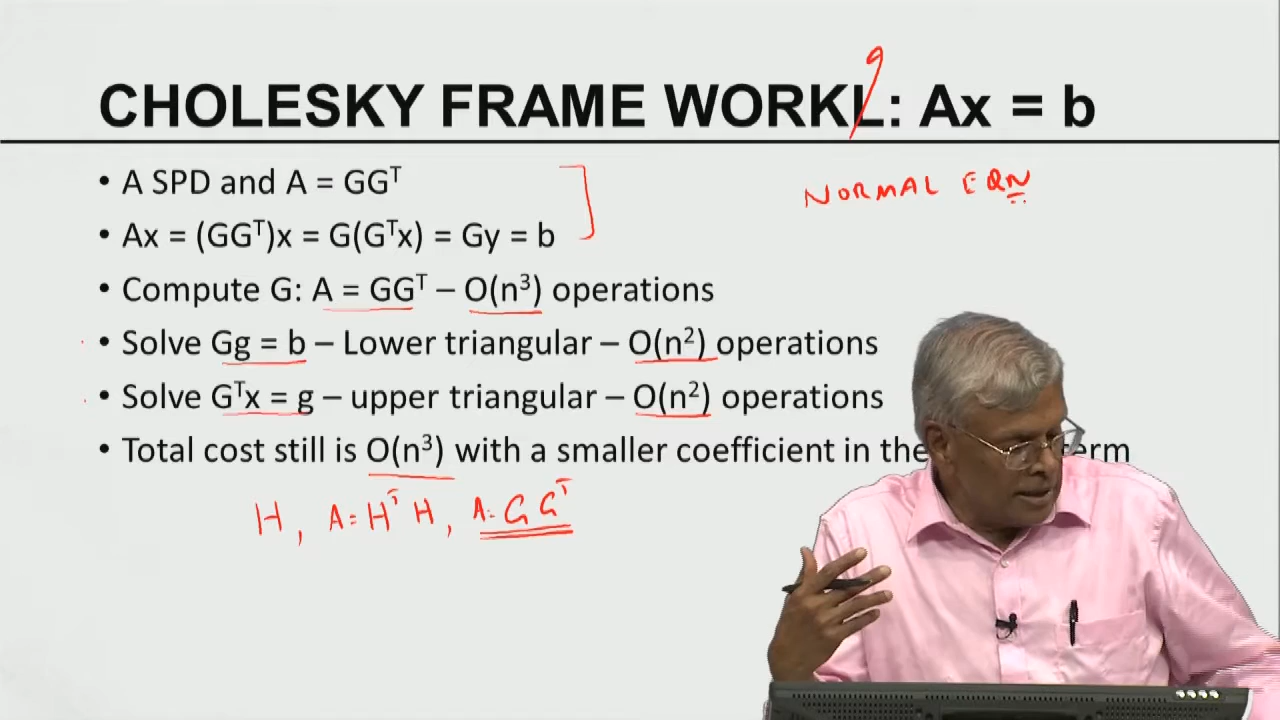 CHOLESKY FRAME WORKL: Ax = b
NORMAL EQN
• A SPD and A = GGᵀ
• Ax = (GGᵀ)x = G(Gᵀx) = Gy = b
• Compute G: A = GGᵀ – O(n³) operations
• Solve Gg = b – Lower triangular – O(n²) operations
• Solve Gᵀx = g – upper triangular – O(n²) operations
• Total cost still is O(n³) with a smaller coefficient in the
H, A = HᵀH, A = GGᵀ